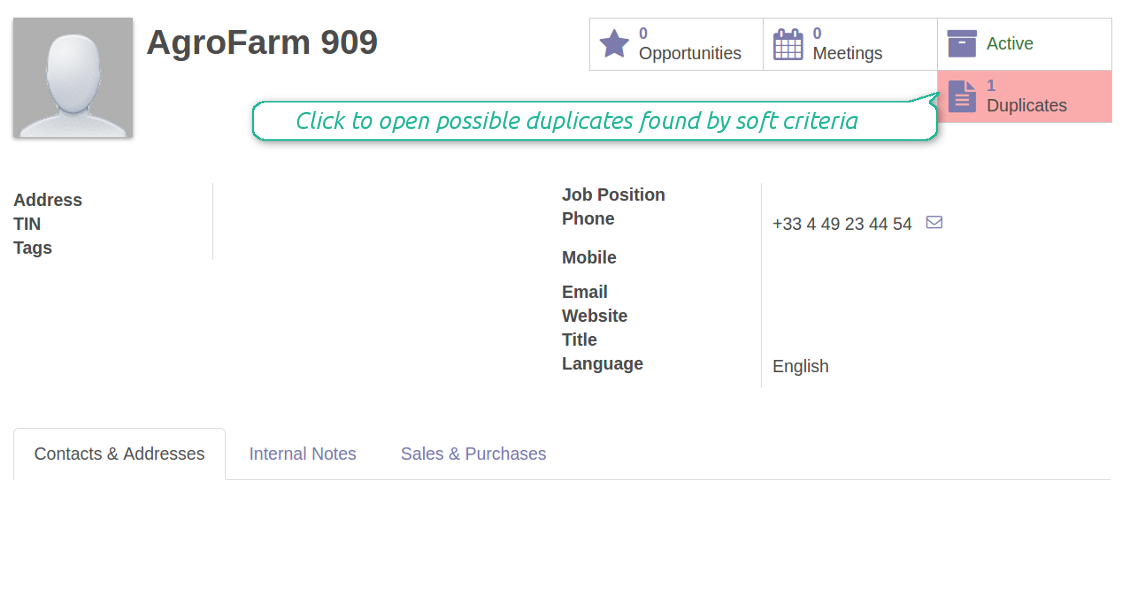 AgroFarm 909
0
Opportunities
0
Meetings
Active
1
Duplicates
Click to open possible duplicates found by soft criteria
Address
TIN
Tags
Job Position
Phone +33 4 49 23 44 54
Mobile
Email
Website
Title
Language English
Contacts & Addresses Internal Notes Sales & Purchases